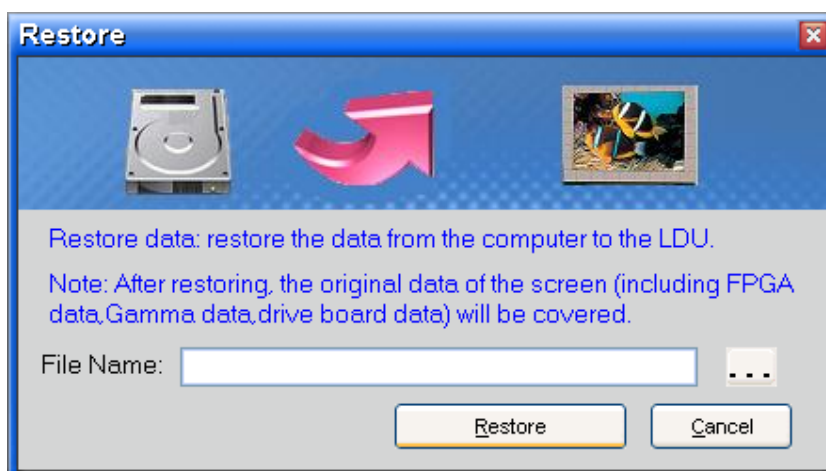 Restore
Restore data: restore the data from the computer to the LDU.
Note: After restoring, the original data of the screen (including FPGA
data,Gamma data,drive board data) will be covered.
File Name:
...
Restore
Cancel